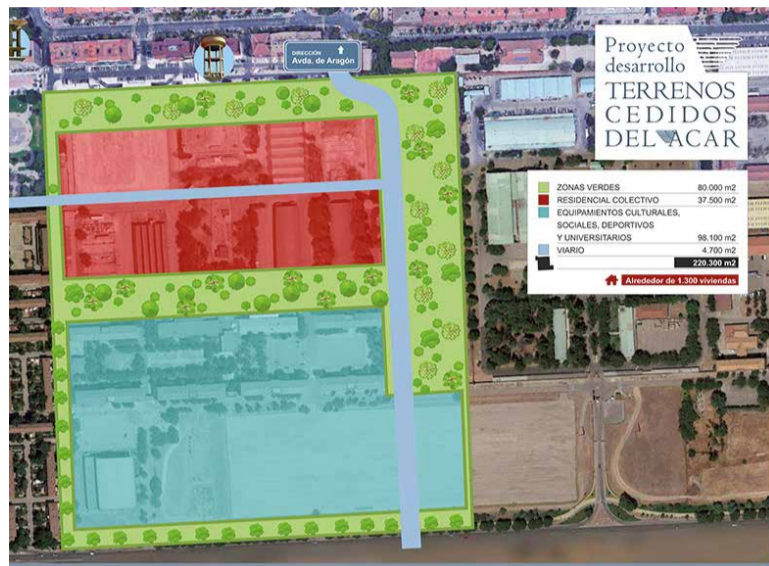 DIRECCIÓN
Avda. de Aragón
Proyecto
desarrollo
TERRENOS
CEDIDOS
DEL ACAR
ZONAS VERDES 80.000 m2
RESIDENCIAL COLECTIVO 37.500 m2
EQUIPAMIENTOS CULTURALES,
SOCIALES, DEPORTIVOS
Y UNIVERSITARIOS 98.100 m2
VIARIO 4.700 m2
220.300 m2
Alrededor de 1.300 viviendas